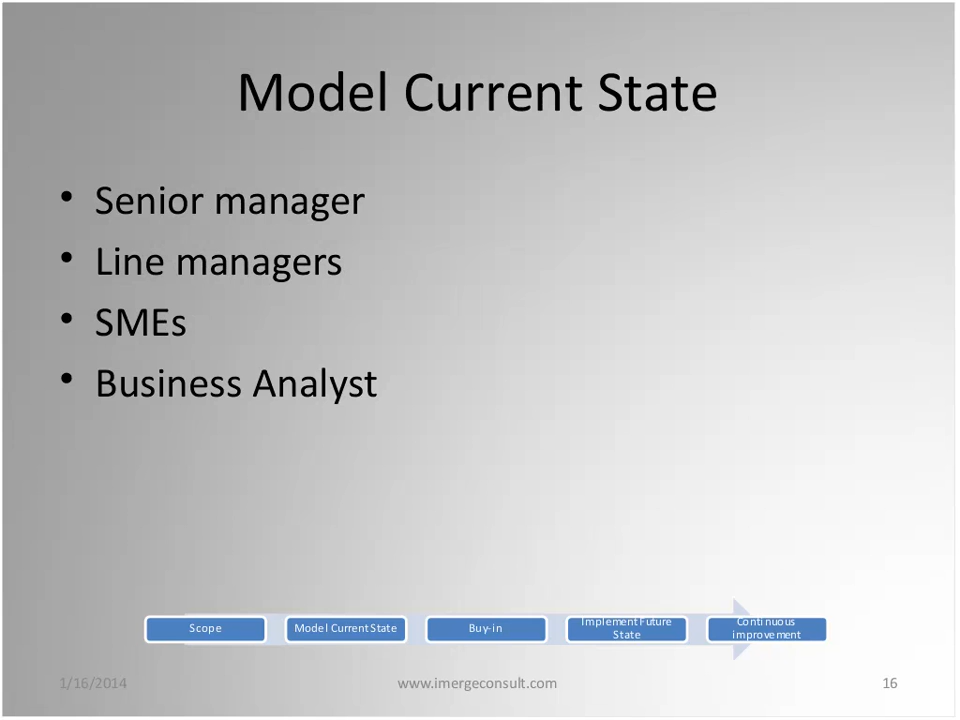 Model Current State
• Senior manager
• Line managers
• SMEs
• Business Analyst
Scope
Model Current State
Buy-in
Implement Future
State
Continuous
improvement
1/16/2014
www.imergeconsult.com
16